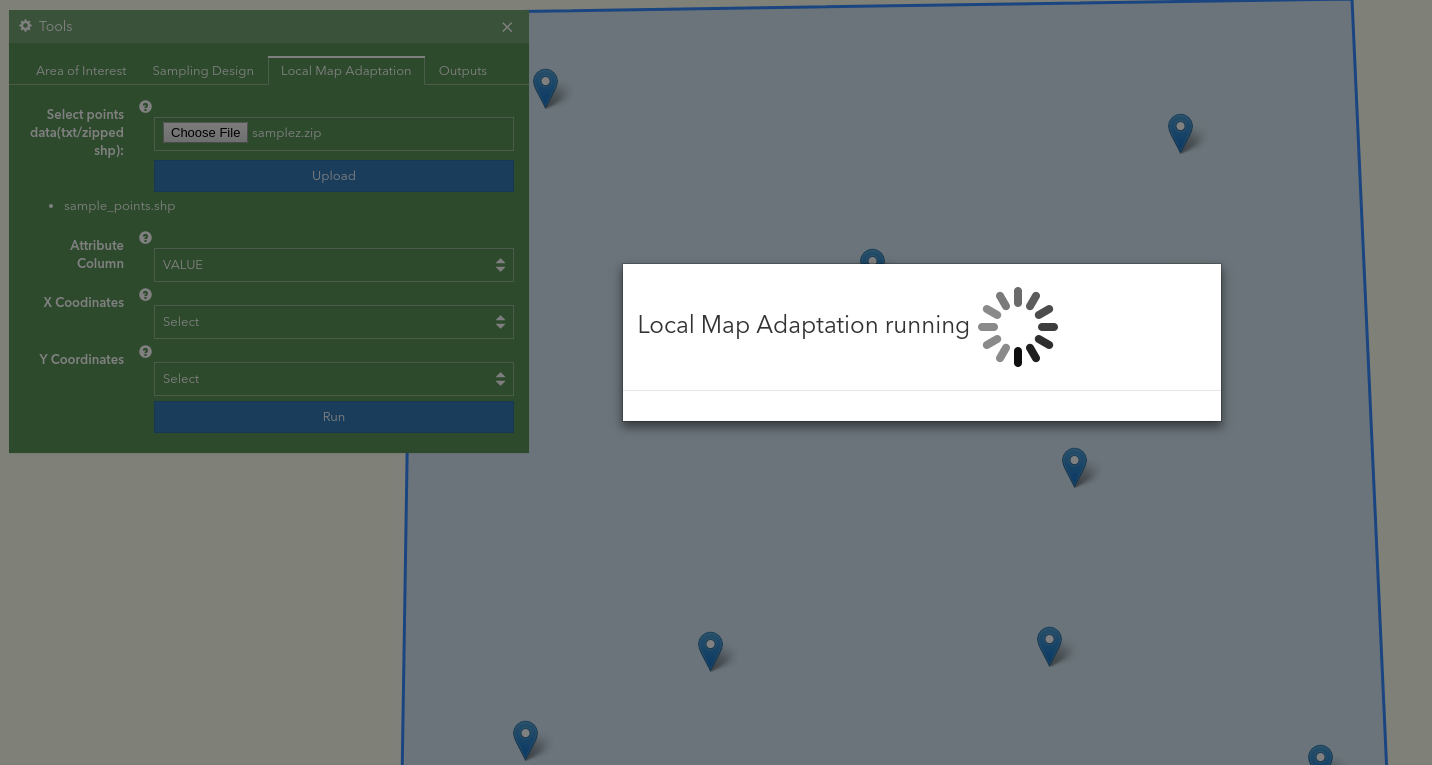 Tools
Area of Interest
Sampling Design
Local Map Adaptation
Outputs
Select points
data(txt/zipped
shp):
Choose File samplez.zip
Upload
sample_points.shp
Attribute
Column
VALUE
X Coodinates
Select
Y Coordinates
Select
Run
Local Map Adaptation running